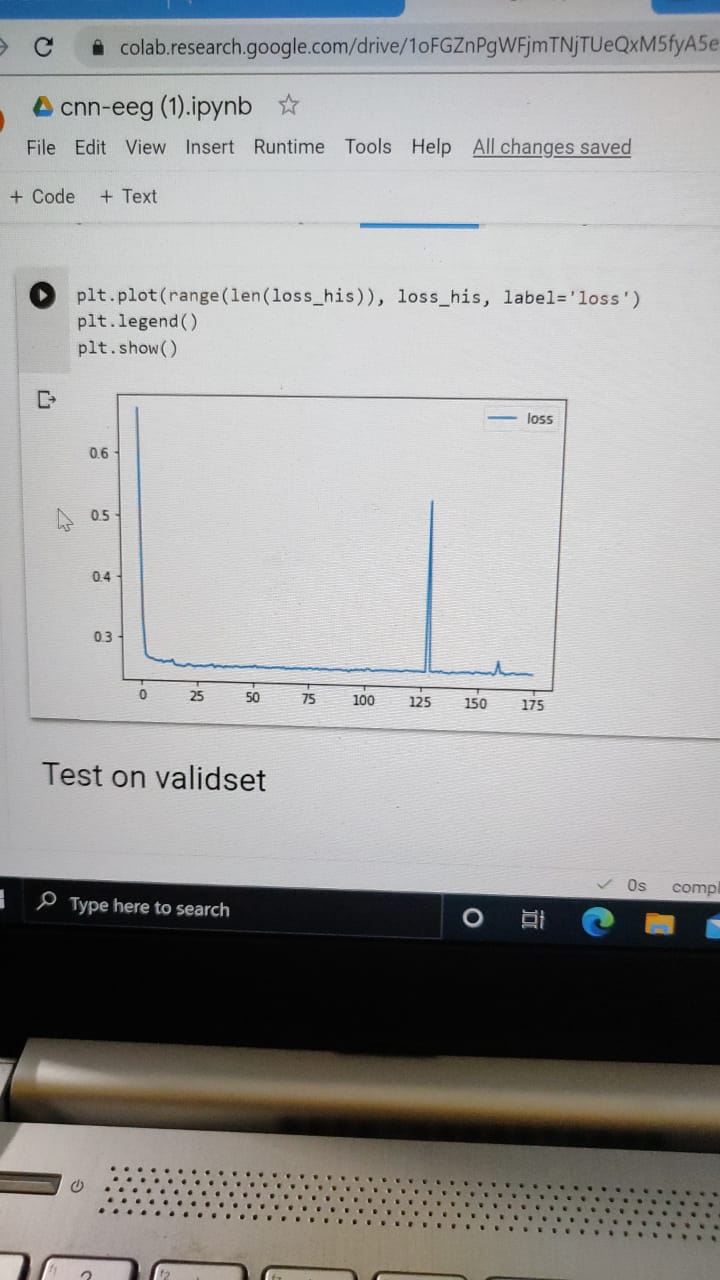 colab.research.google.com/drive/1oFGZnPgWFjmTNjTUeQxM5fyA5e
cnn-eeg (1).ipynb
File Edit View Insert Runtime Tools Help All changes saved
+ Code + Text
plt.plot(range(len(loss_his)), loss_his, label='loss')
plt.legend()
plt.show()
loss
0.6
0.5
0.4
0.3
0 25 50 75 100 125 150 175
Test on validset
0s compl
Type here to search